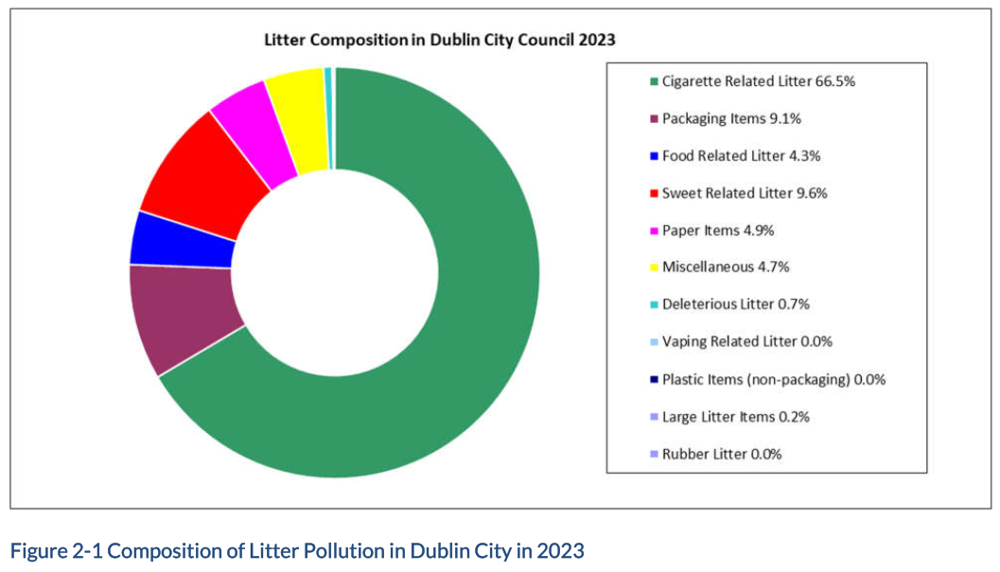 Litter Composition in Dublin City Council 2023
Cigarette Related Litter 66.5%
Packaging Items 9.1%
Food Related Litter 4.3%
Sweet Related Litter 9.6%
Paper Items 4.9%
Miscellaneous 4.7%
Deleterious Litter 0.7%
Vaping Related Litter 0.0%
Plastic Items (non-packaging) 0.0%
Large Litter Items 0.2%
Rubber Litter 0.0%
Figure 2-1 Composition of Litter Pollution in Dublin City in 2023